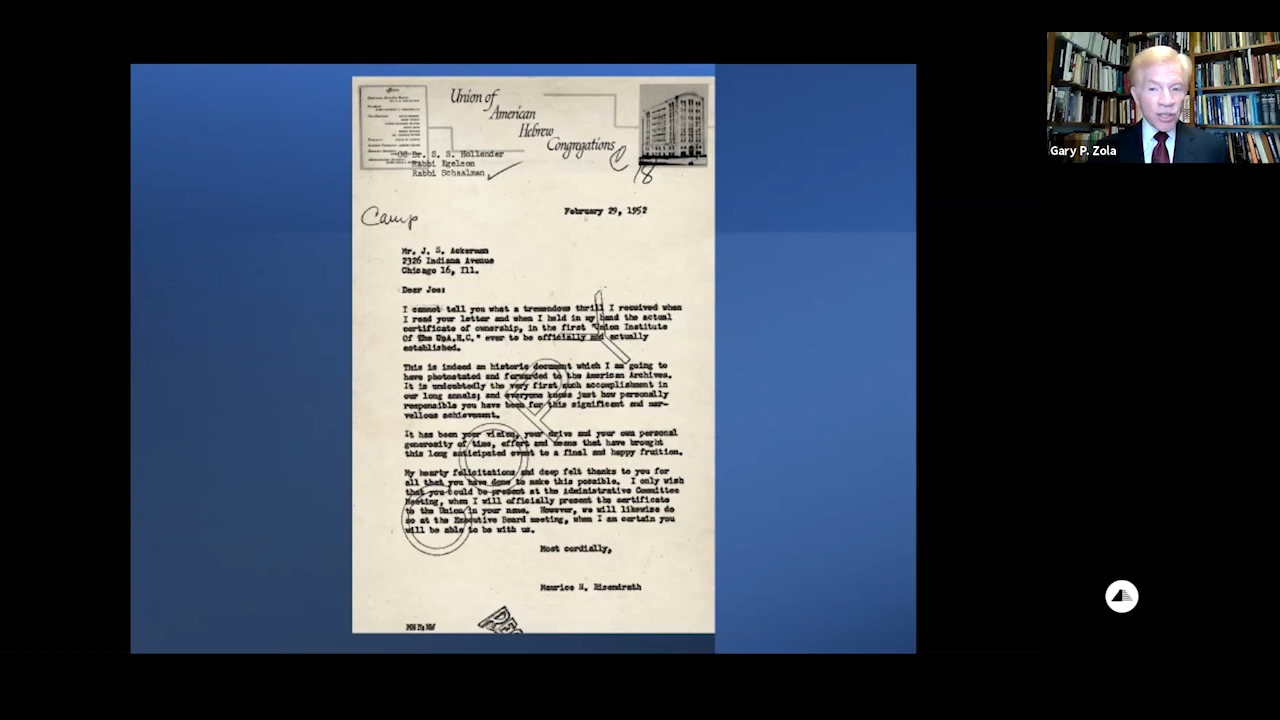 Union of
American
Hebrew
Congregations
Dr. S. S. Hollender
Rabbi Egelson
Rabbi Schaalman
18
Camp
February 29, 1952
Mr. J. S. Ackerman
2326 Indiana Avenue
Chicago 16, Ill.
Dear Joe:
I cannot tell you what a tremendous thrill I received when
I read your letter and when I held in my hand the actual
certificate of ownership, in the first "Union Institute
Of The U.A.H.C." ever to be officially and actually
established.
This is indeed an historic document which I am going to
have photostated and forwarded to the American Archives.
It is undoubtedly the very first such accomplishment in
our long annals; and everyone knows just how personally
responsible you have been for this significant and mar-
vellous achievement.
It has been your vision, your drive and your own personal
generosity of time, effort and means that have brought
this long anticipated event to a final and happy fruition.
My hearty felicitations and deep felt thanks to you for
all that you have done to make this possible. I only wish
that you could be present at the Administrative Committee
Meeting, when I will officially present the certificate
to the Union in your name. However, we will likewise do
so at the Executive Board meeting, when I am certain you
will be able to be with us.
Most cordially,
Maurice N. Eisendrath
COPY
Gary P. Zola